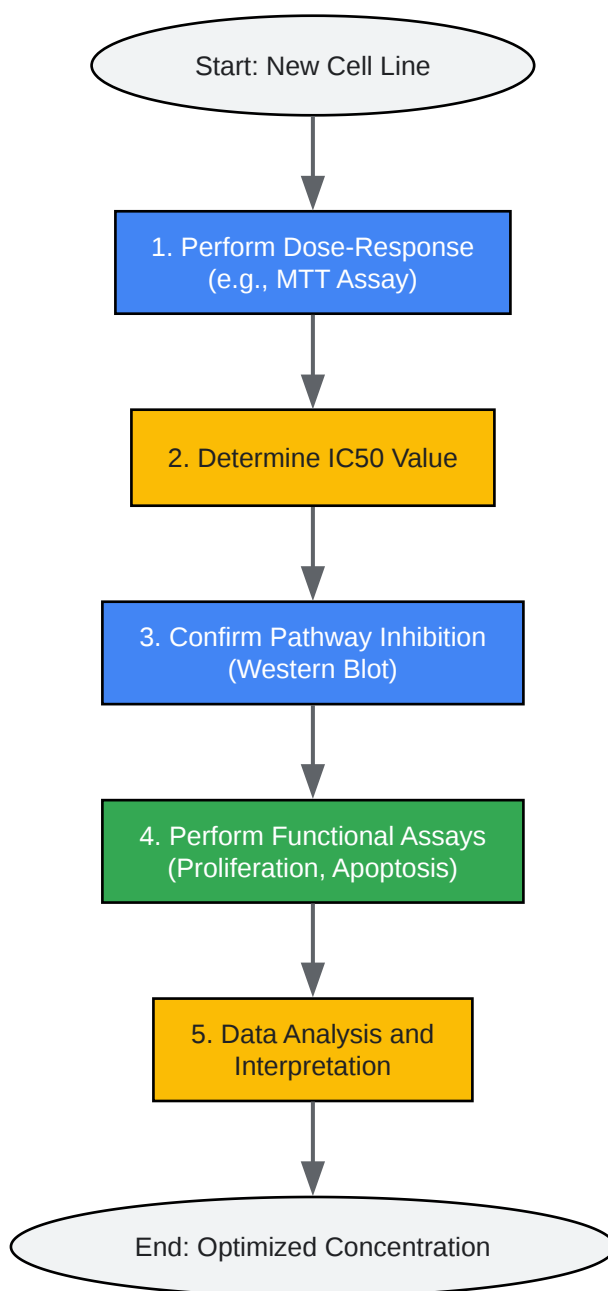 Start: New Cell Line
1. Perform Dose-Response
(e.g., MTT Assay)
2. Determine IC50 Value
3. Confirm Pathway Inhibition
(Western Blot)
4. Perform Functional Assays
(Proliferation, Apoptosis)
5. Data Analysis and
Interpretation
End: Optimized Concentration